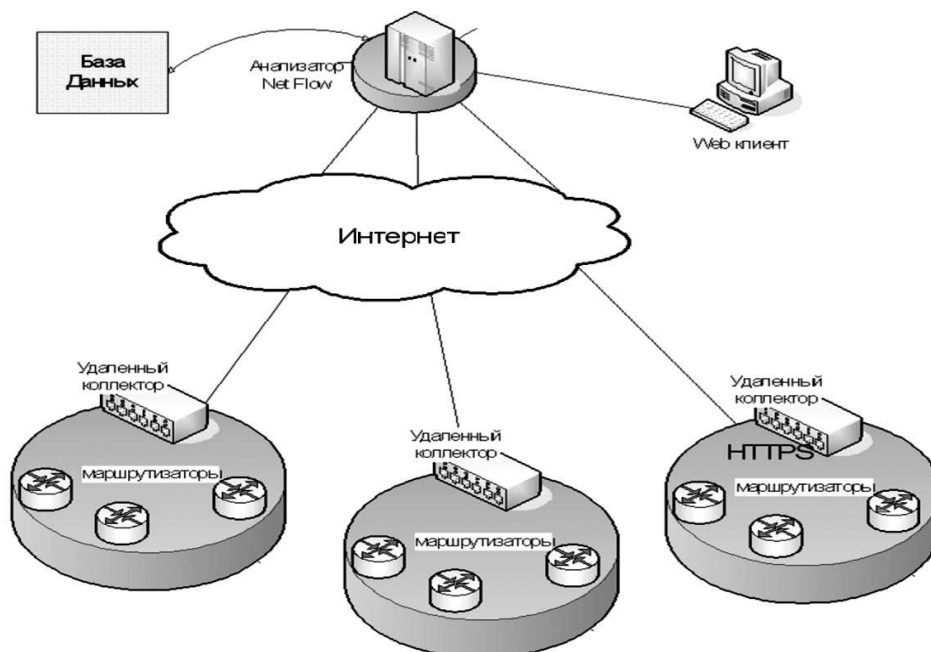 База
Данных
Анализатор
Net Flow
Web клиент
Интернет
Удаленный
коллектор
маршрутизаторы
Удаленный
коллектор
маршрутизаторы
Удаленный
коллектор
HTTPS
маршрутизаторы